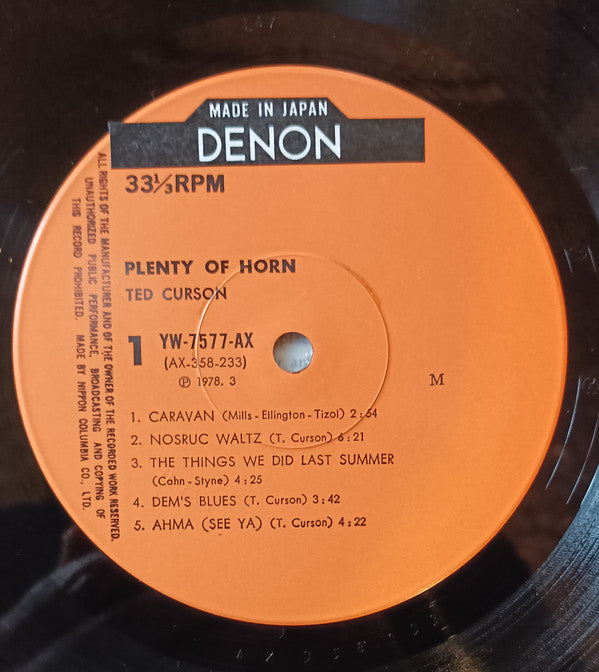 MADE IN JAPAN
DENON
33⅓RPM
PLENTY OF HORN
TED CURSON
1
YW-7577-AX
(AX-358-233)
Ⓟ 1978. 3
M
1. CARAVAN (Mills - Ellington - Tizol) 2 : 54
2. NOSRUC WALTZ (T. Curson) 6 : 21
3. THE THINGS WE DID LAST SUMMER
(Cahn - Styne) 4 : 25
4. DEM'S BLUES (T. Curson) 3 : 42
5. AHMA (SEE YA) (T. Curson) 4 : 22
ALL RIGHTS OF THE MANUFACTURER AND OF THE OWNER OF THE RECORDED WORK RESERVED.
UNAUTHORIZED PUBLIC PERFORMANCE, BROADCASTING AND COPYING OF
THIS RECORD PROHIBITED. MADE BY NIPPON COLUMBIA CO., LTD.